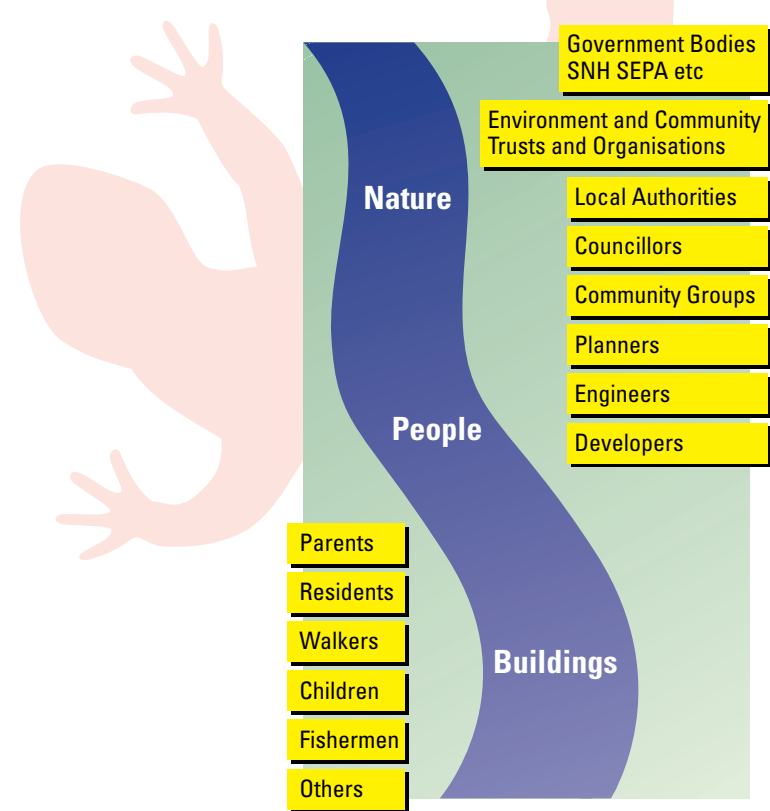 Government Bodies
SNH SEPA etc
Environment and Community
Trusts and Organisations
Nature
Local Authorities
Councillors
Community Groups
Planners
Engineers
People
Developers
Parents
Residents
Walkers
Buildings
Children
Fishermen
Others